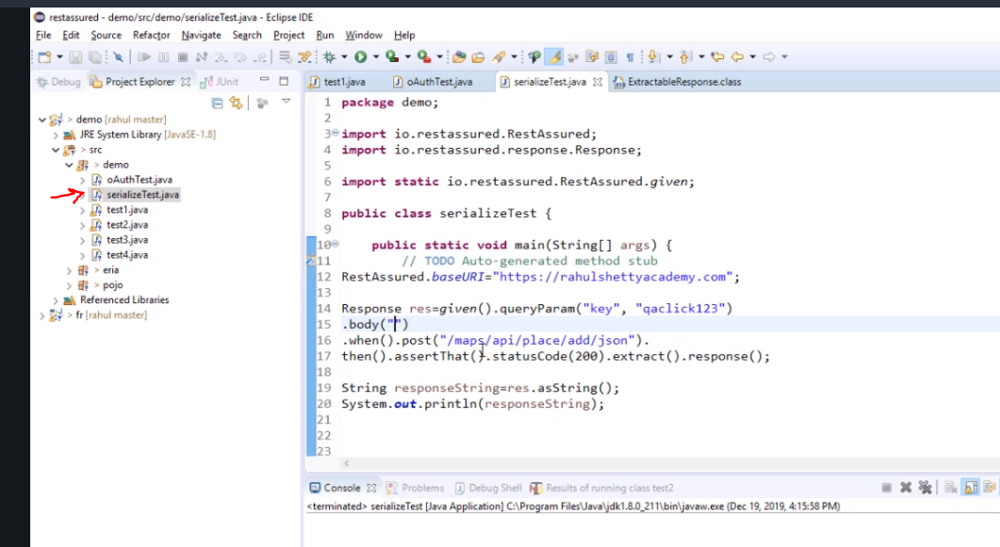 restassured - demo/src/demo/serializeTest.java - Eclipse IDE
File Edit Source Refactor Navigate Search Project Run Window Help
Debug Project Explorer JUnit
demo [rahul master]
JRE System Library [JavaSE-1.8]
> src
> demo
oAuthTest.java
serializeTest.java
test1.java
test2.java
test3.java
test4.java
> eria
> pojo
Referenced Libraries
> fr [rahul master]
test1.java oAuthTest.java serializeTest.java ExtractableResponse.class
1 package demo;
2
3 import io.restassured.RestAssured;
4 import io.restassured.response.Response;
5
6 import static io.restassured.RestAssured.given;
7
8 public class serializeTest {
9
10 public static void main(String[] args) {
11 // TODO Auto-generated method stub
12 RestAssured.baseURI="https://rahulshettyacademy.com";
13
14 Response res=given().queryParam("key", "qaclick123")
15 .body("")
16 .when().post("/maps/api/place/add/json").
17 then().assertThat().statusCode(200).extract().response();
18
19 String responseString=res.asString();
20 System.out.println(responseString);
21
22
23
Console Problems Debug Shell Results of running class test2
<terminated> serializeTest [Java Application] C:\Program Files\Java\jdk1.8.0_211\bin\javaw.exe (Dec 19, 2019, 4:15:58 PM)